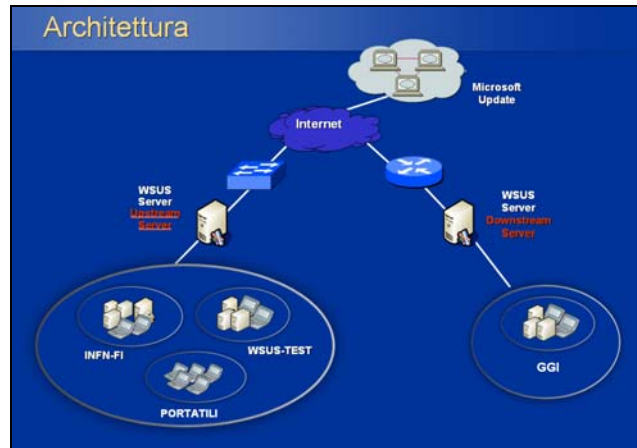 Architettura
Microsoft
Update
Internet
WSUS
Server
Upstream
Server
WSUS
Server
Downstream
Server
INFN-FI
WSUS-TEST
PORTATILI
GGI